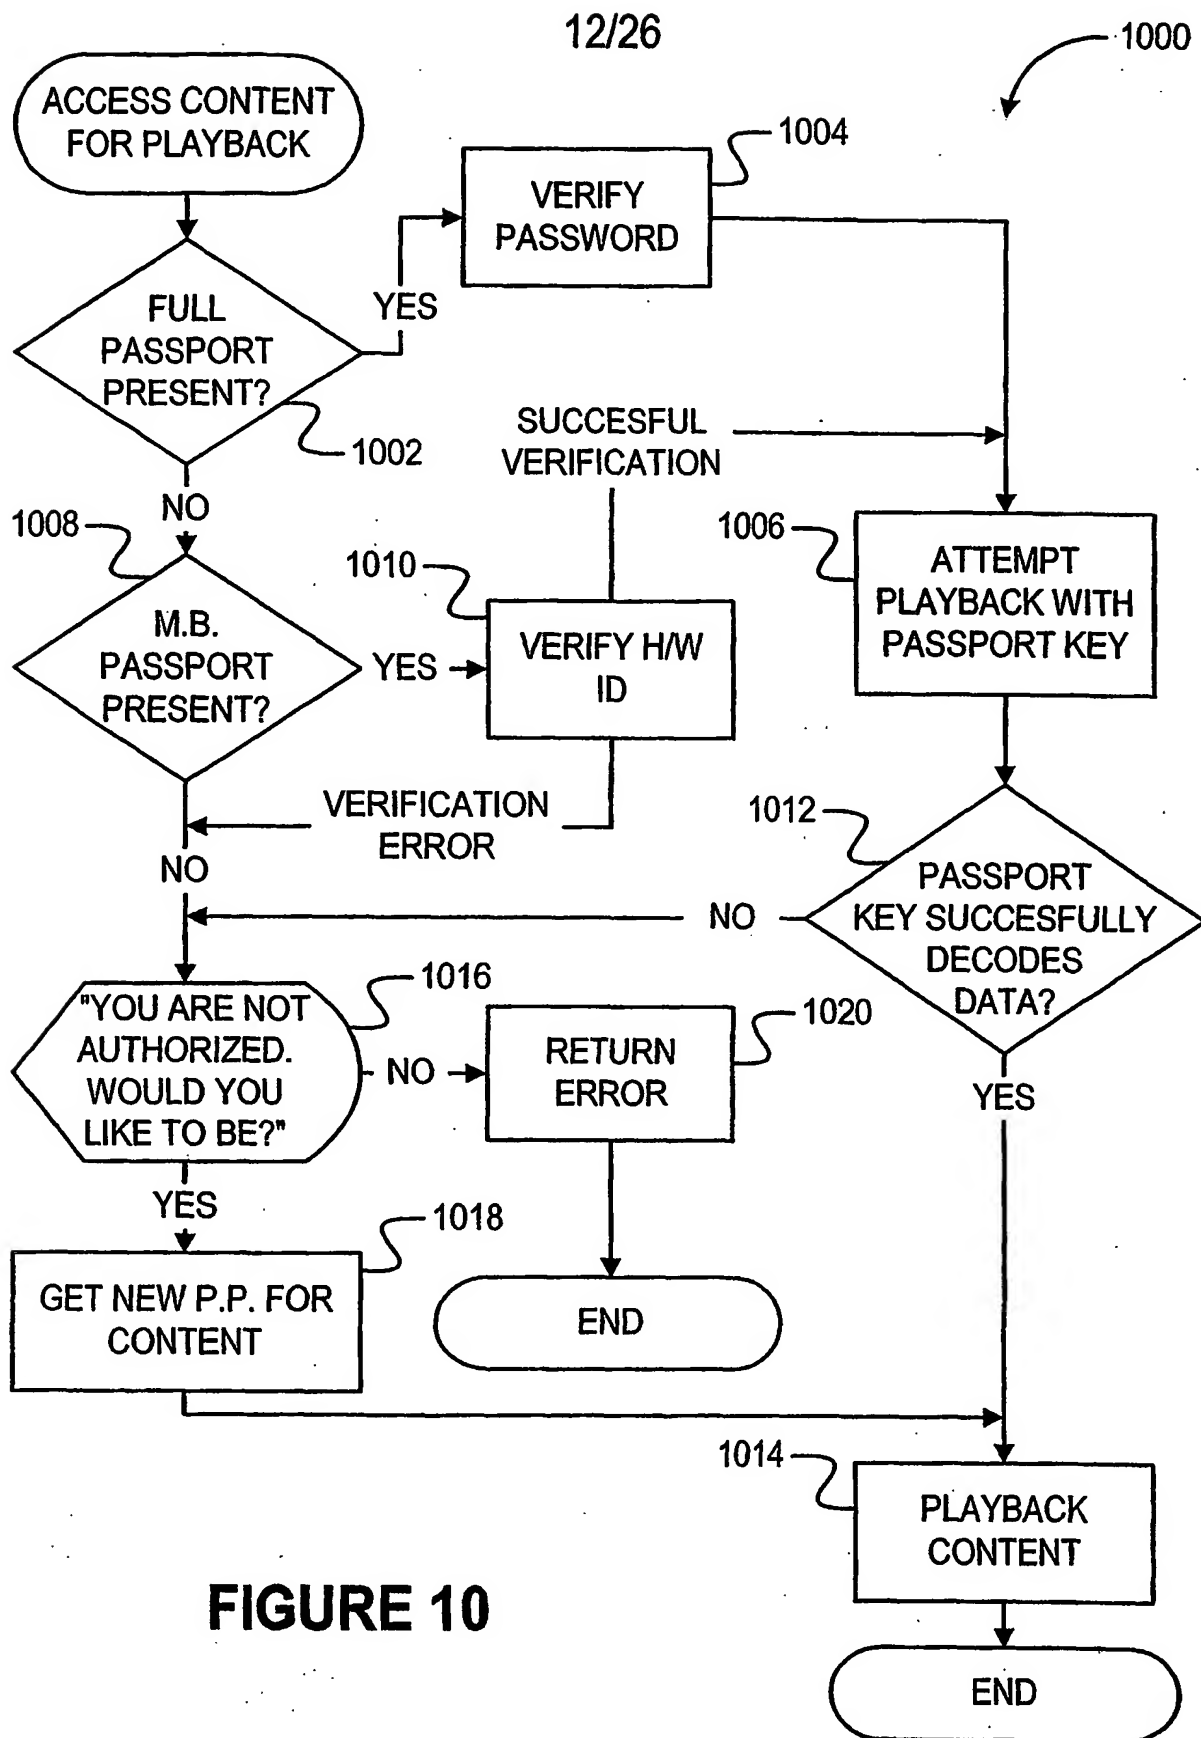 12/26
1000
ACCESS CONTENT
FOR PLAYBACK
1004
VERIFY
PASSWORD
YES
FULL
PASSPORT
PRESENT?
1002
SUCCESFUL
VERIFICATION
NO
1008
1010
1006
ATTEMPT
PLAYBACK WITH
PASSPORT KEY
M.B.
PASSPORT
PRESENT?
YES
VERIFY H/W
ID
VERIFICATION
ERROR
1012
NO
PASSPORT
KEY SUCCESFULLY
DECODES
DATA?
NO
1016
"YOU ARE NOT
AUTHORIZED.
WOULD YOU
LIKE TO BE?"
NO
RETURN
ERROR
1020
YES
YES
1018
GET NEW P.P. FOR
CONTENT
END
1014
PLAYBACK
CONTENT
FIGURE 10
END